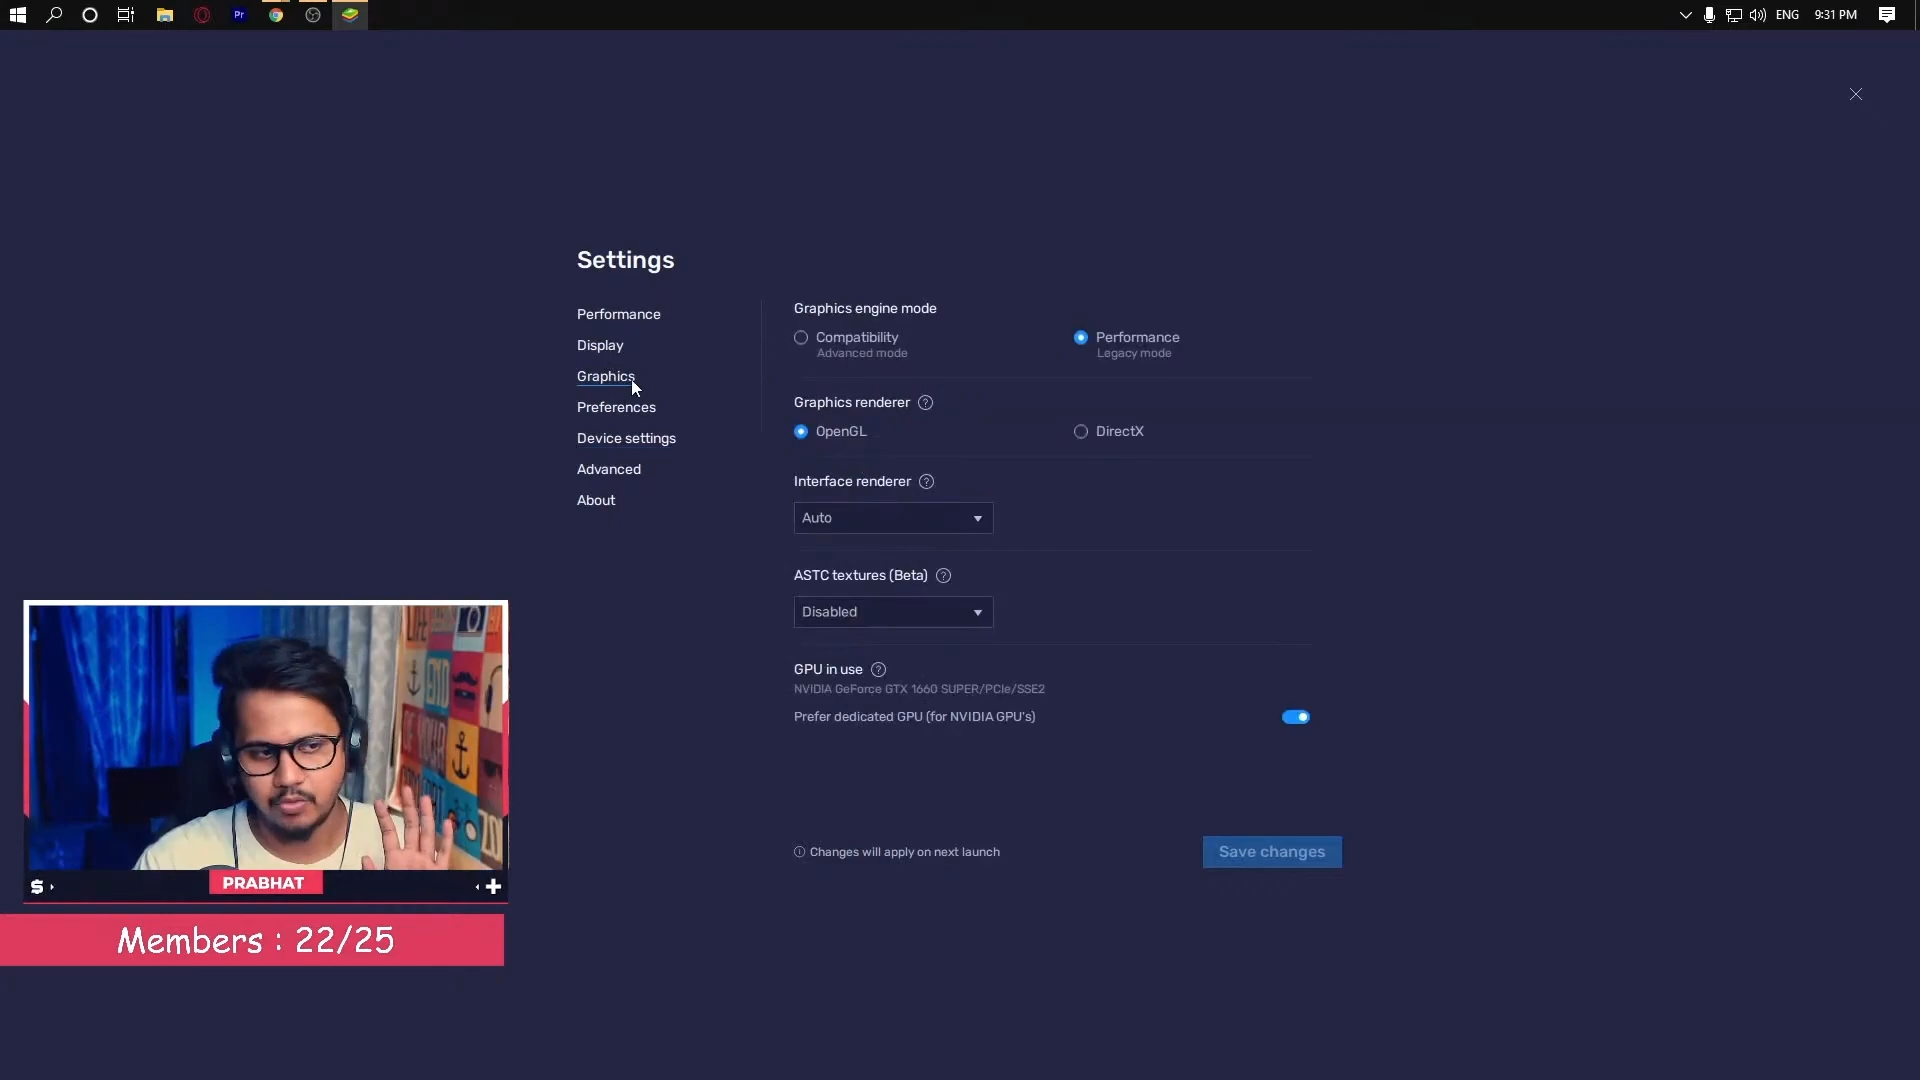 Pr
ENG
9:31 PM
Settings
Performance
Display
Graphics
Preferences
Device settings
Advanced
About
Graphics engine mode
Compatibility
Advanced mode
Performance
Legacy mode
Graphics renderer ?
OpenGL
DirectX
Interface renderer ?
Auto
ASTC textures (Beta) ?
Disabled
GPU in use ?
NVIDIA GeForce GTX 1660 SUPER/PCIe/SSE2
Prefer dedicated GPU (for NVIDIA GPU's)
Changes will apply on next launch
Save changes
$
PRABHAT
+
Members : 22/25